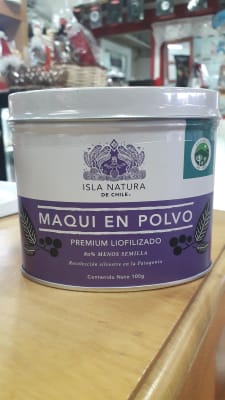 ISLA NATURA
DE CHILE
MAQUI EN POLVO
PREMIUM LIOFILIZADO
80% MENOS SEMILLA
Recolección silvestre en la Patagonia
Contenido Neto 100g